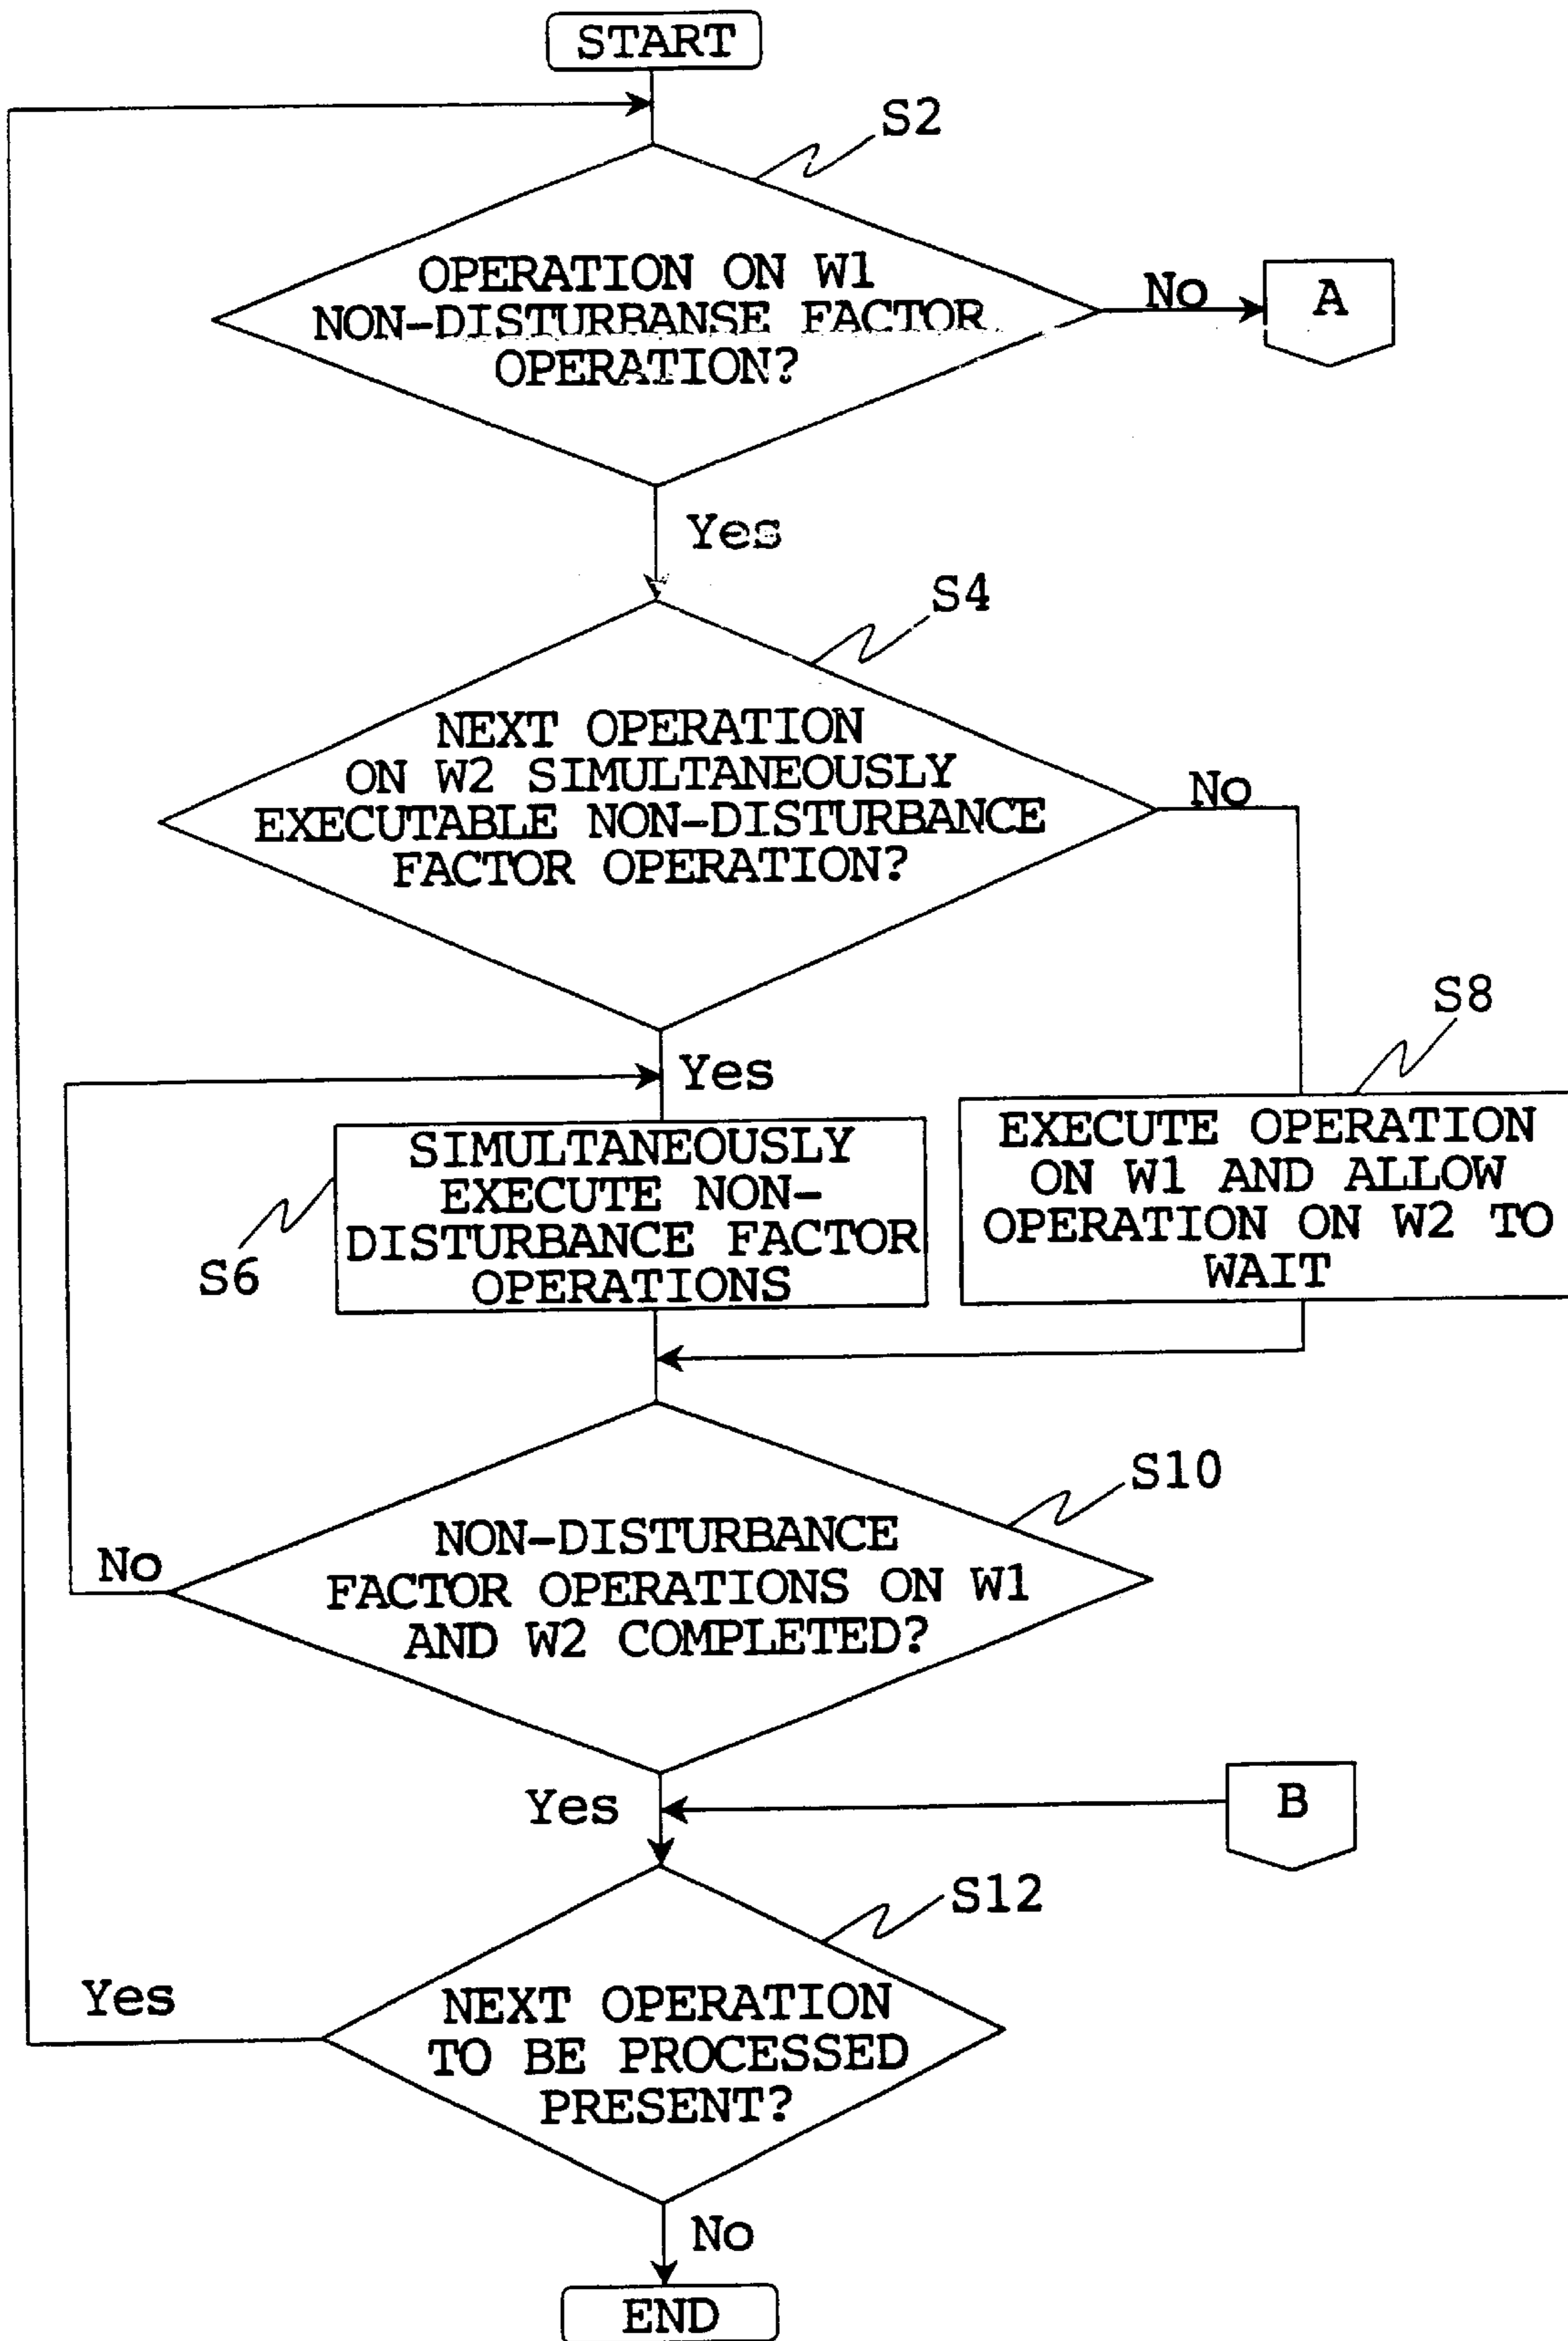 START
S2
OPERATION ON W1
NON-DISTURBANSE FACTOR
OPERATION?
No
A
Yes
S4
NEXT OPERATION
ON W2 SIMULTANEOUSLY
EXECUTABLE NON-DISTURBANCE
FACTOR OPERATION?
No
Yes
S8
SIMULTANEOUSLY
EXECUTE NON-
DISTURBANCE FACTOR
OPERATIONS
S6
EXECUTE OPERATION
ON W1 AND ALLOW
OPERATION ON W2 TO
WAIT
S10
NON-DISTURBANCE
FACTOR OPERATIONS ON W1
AND W2 COMPLETED?
No
Yes
B
S12
NEXT OPERATION
TO BE PROCESSED
PRESENT?
Yes
No
END